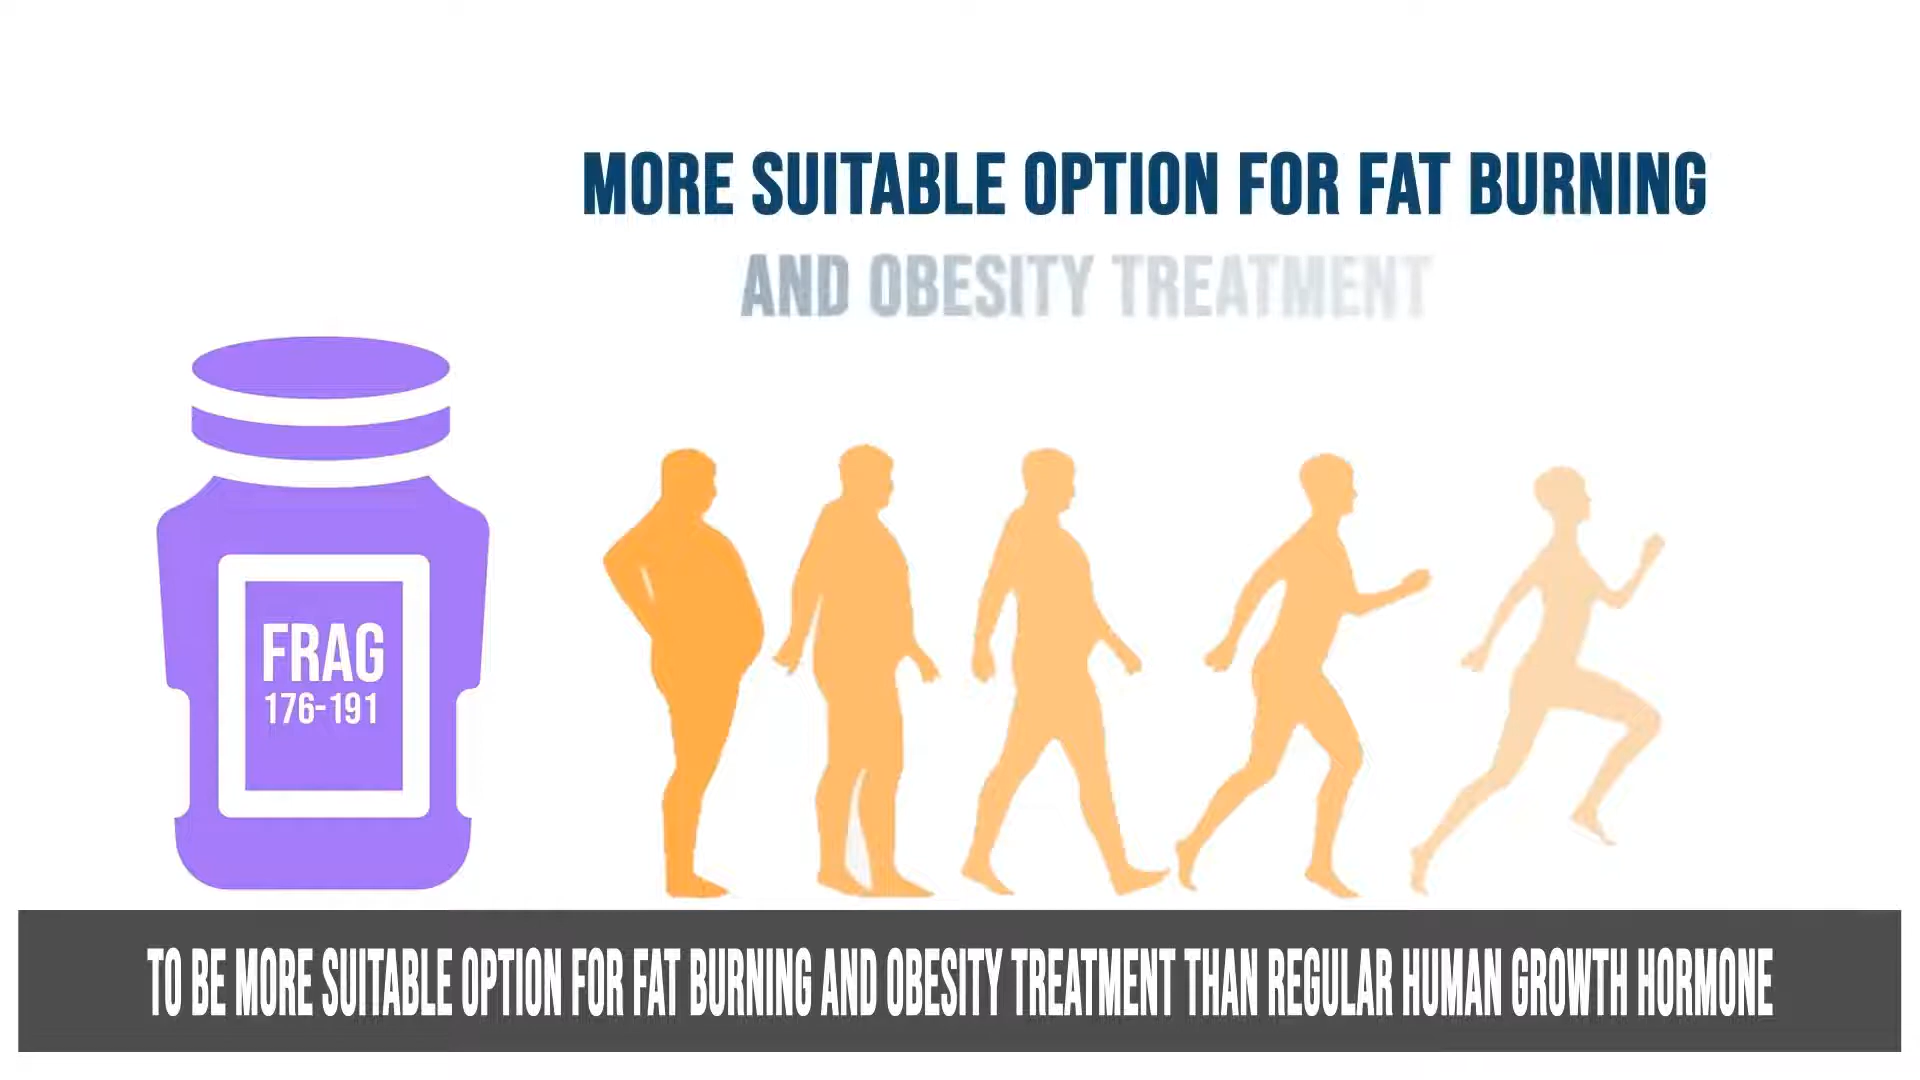 MORE SUITABLE OPTION FOR FAT BURNING
AND OBESITY TREATMENT
FRAG
176-191
TO BE MORE SUITABLE OPTION FOR FAT BURNING AND OBESITY TREATMENT THAN REGULAR HUMAN GROWTH HORMONE